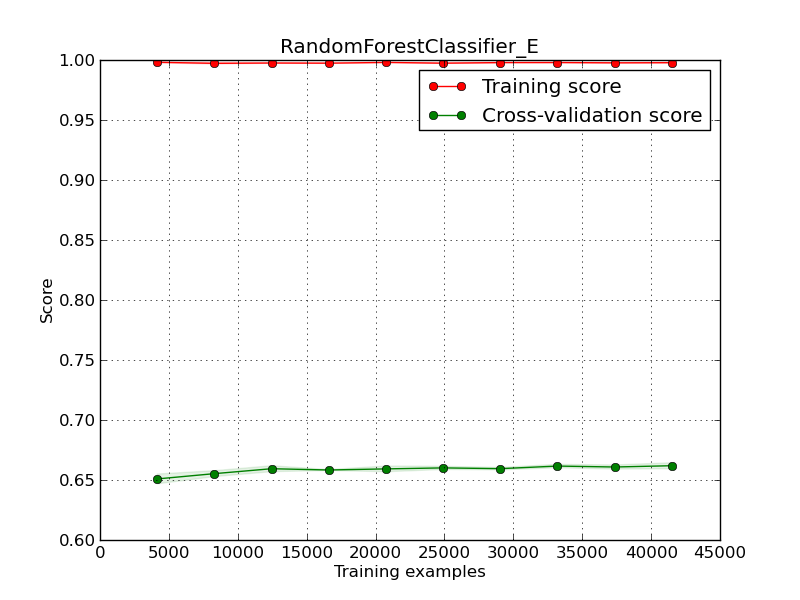 RandomForestClassifier_E
1.00
0.95
0.90
0.85
0.80
0.75
0.70
0.65
0.60
Score
Training score
Cross-validation score
0 5000 10000 15000 20000 25000 30000 35000 40000 45000
Training examples